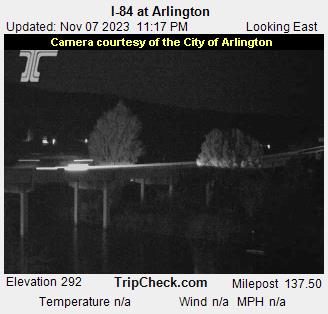 I-84 at Arlington
Updated: Nov 07 2023 11:17 PM Looking East
Camera courtesy of the City of Arlington
Elevation 292 TripCheck.com Milepost 137.50
Temperature n/a Wind n/a MPH n/a